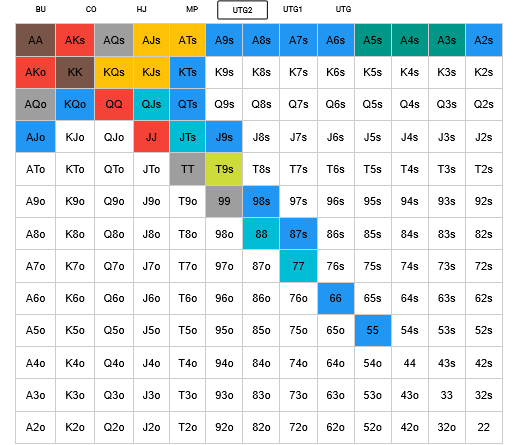 BU CO HJ MP UTG2 UTG1 UTG
AA AKs AQs AJs ATs A9s A8s A7s A6s A5s A4s A3s A2s
AKo KK KQs KJs KTs K9s K8s K7s K6s K5s K4s K3s K2s
AQo KQo QQ QJs QTs Q9s Q8s Q7s Q6s Q5s Q4s Q3s Q2s
AJo KJo QJo JJ JTs J9s J8s J7s J6s J5s J4s J3s J2s
ATo KTo QTo JTo TT T9s T8s T7s T6s T5s T4s T3s T2s
A9o K9o Q9o J9o T9o 99 98s 97s 96s 95s 94s 93s 92s
A8o K8o Q8o J8o T8o 98o 88 87s 86s 85s 84s 83s 82s
A7o K7o Q7o J7o T7o 97o 87o 77 76s 75s 74s 73s 72s
A6o K6o Q6o J6o T6o 96o 86o 76o 66 65s 64s 63s 62s
A5o K5o Q5o J5o T5o 95o 85o 75o 65o 55 54s 53s 52s
A4o K4o Q4o J4o T4o 94o 84o 74o 64o 54o 44 43s 42s
A3o K3o Q3o J3o T3o 93o 83o 73o 63o 53o 43o 33 32s
A2o K2o Q2o J2o T2o 92o 82o 72o 62o 52o 42o 32o 22